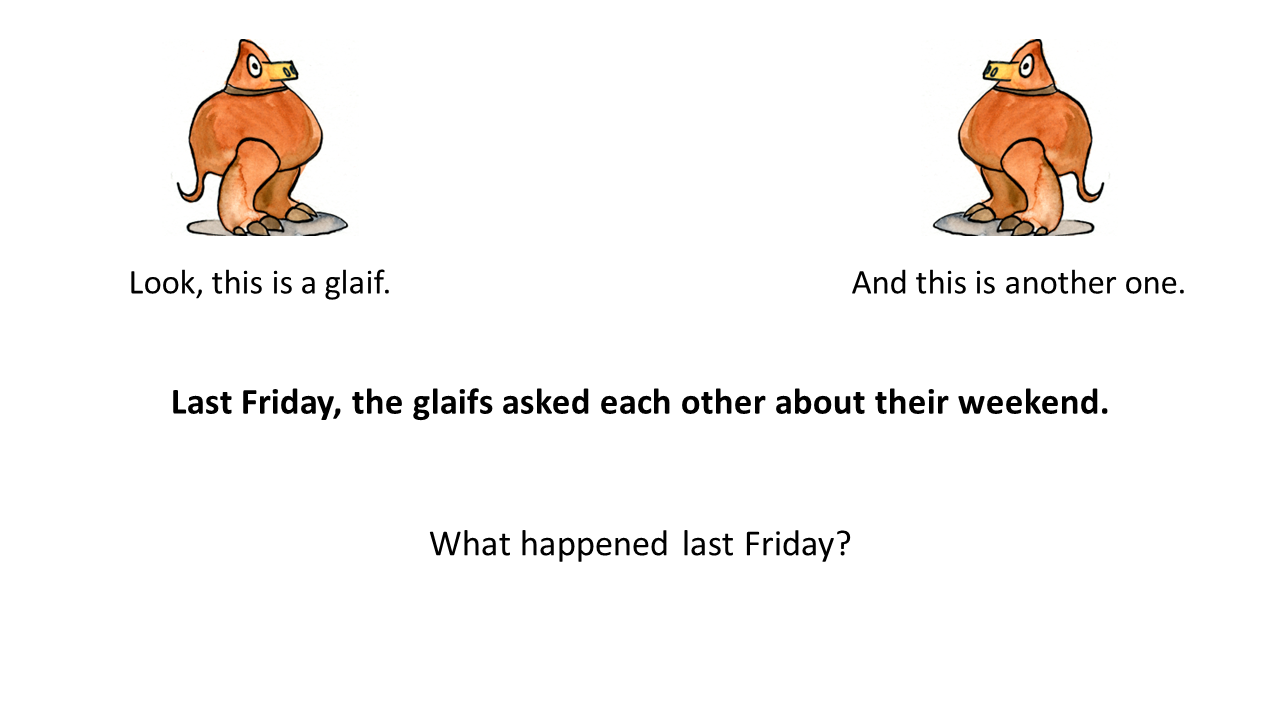 Look, this is a glaif.
And this is another one.
Last Friday, the glaifs asked each other about their weekend.
What happened last Friday?